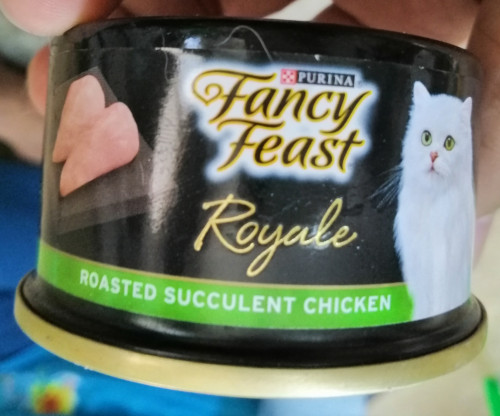 PURINA
Fancy
Feast
Royale
ROASTED SUCCULENT CHICKEN